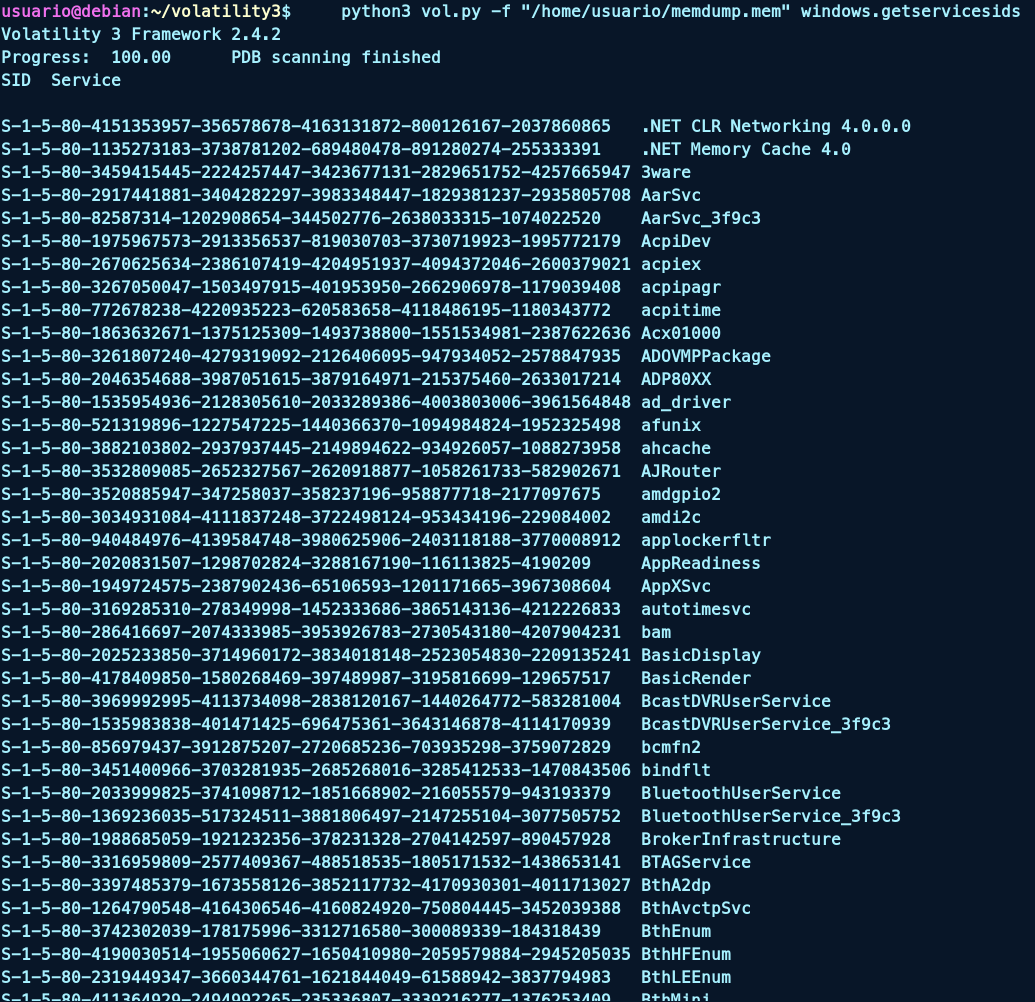 usuario@debian:~/volatility3$ python3 vol.py -f "/home/usuario/memdump.mem" windows.getservicesids
Volatility 3 Framework 2.4.2
Progress: 100.00 PDB scanning finished
SID Service
S-1-5-80-4151353957-356578678-4163131872-800126167-2037860865 .NET CLR Networking 4.0.0.0
S-1-5-80-1135273183-3738781202-689480478-891280274-255333391 .NET Memory Cache 4.0
S-1-5-80-3459415445-2224257447-3423677131-2829651752-4257665947 3ware
S-1-5-80-2917441881-3404282297-3983348447-1829381237-2935805708 AarSvc
S-1-5-80-82587314-1202908654-344502776-2638033315-1074022520 AarSvc_3f9c3
S-1-5-80-1975967573-2913356537-819030703-3730719923-1995772179 AcpiDev
S-1-5-80-2670625634-2386107419-4204951937-4094372046-2600379021 acpiex
S-1-5-80-3267050047-1503497915-401953950-2662906978-1179039408 acpipagr
S-1-5-80-772678238-4220935223-620583658-4118486195-1180343772 acpitime
S-1-5-80-1863632671-1375125309-1493738800-1551534981-2387622636 Acx01000
S-1-5-80-3261807240-4279319092-2126406095-947934052-2578847935 ADOVMPPackage
S-1-5-80-2046354688-3987051615-3879164971-215375460-2633017214 ADP80XX
S-1-5-80-1535954936-2128305610-2033289386-4003803006-3961564848 ad_driver
S-1-5-80-521319896-1227547225-1440366370-1094984824-1952325498 afunix
S-1-5-80-3882103802-2937937445-2149894622-934926057-1088273958 ahcache
S-1-5-80-3532809085-2652327567-2620918877-1058261733-582902671 AJRouter
S-1-5-80-3520885947-347258037-358237196-958877718-2177097675 amdgpio2
S-1-5-80-3034931084-4111837248-3722498124-953434196-229084002 amdi2c
S-1-5-80-940484976-4139584748-3980625906-2403118188-3770008912 applockerfltr
S-1-5-80-2020831507-1298702824-3288167190-116113825-4190209 AppReadiness
S-1-5-80-1949724575-2387902436-65106593-1201171665-3967308604 AppXSvc
S-1-5-80-3169285310-278349998-1452333686-3865143136-4212226833 autotimesvc
S-1-5-80-286416697-2074333985-3953926783-2730543180-4207904231 bam
S-1-5-80-2025233850-3714960172-3834018148-2523054830-2209135241 BasicDisplay
S-1-5-80-4178409850-1580268469-397489987-3195816699-129657517 BasicRender
S-1-5-80-3969992995-4113734098-2838120167-1440264772-583281004 BcastDVRUserService
S-1-5-80-1535983838-401471425-696475361-3643146878-4114170939 BcastDVRUserService_3f9c3
S-1-5-80-856979437-3912875207-2720685236-703935298-3759072829 bcmfn2
S-1-5-80-3451400966-3703281935-2685268016-3285412533-1470843506 bindflt
S-1-5-80-2033999825-3741098712-1851668902-216055579-943193379 BluetoothUserService
S-1-5-80-1369236035-517324511-3881806497-2147255104-3077505752 BluetoothUserService_3f9c3
S-1-5-80-1988685059-1921232356-378231328-2704142597-890457928 BrokerInfrastructure
S-1-5-80-3316959809-2577409367-488518535-1805171532-1438653141 BTAGService
S-1-5-80-3397485379-1673558126-3852117732-4170930301-4011713027 BthA2dp
S-1-5-80-1264790548-4164306546-4160824920-750804445-3452039388 BthAvctpSvc
S-1-5-80-3742302039-178175996-3312716580-300089339-184318439 BthEnum
S-1-5-80-4190030514-1955060627-1650410980-2059579884-2945205035 BthHFEnum
S-1-5-80-2319449347-3660344761-1621844049-61588942-3837794983 BthLEEnum
S-1-5-80-411364929-2494992265-235336807-3339216277-1376253409 BthMini